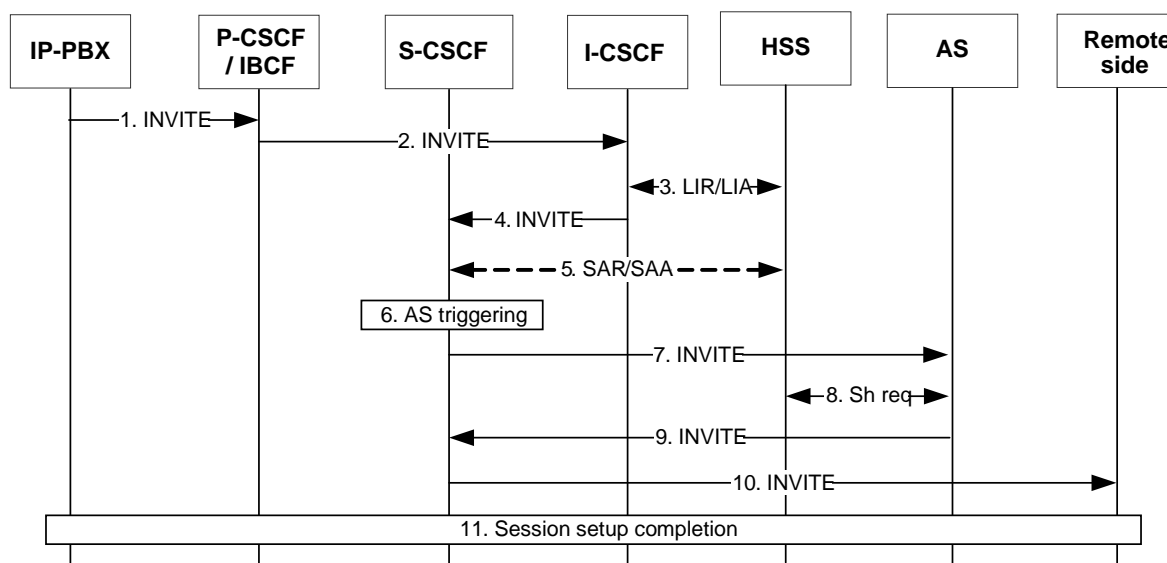 IP-PBX
P-CSCF
/ IBCF
S-CSCF
I-CSCF
HSS
AS
Remote
side
1. INVITE
2. INVITE
3. LIR/LIA
4. INVITE
5. SAR/SAA
6. AS triggering
7. INVITE
8. Sh req
9. INVITE
10. INVITE
11. Session setup completion